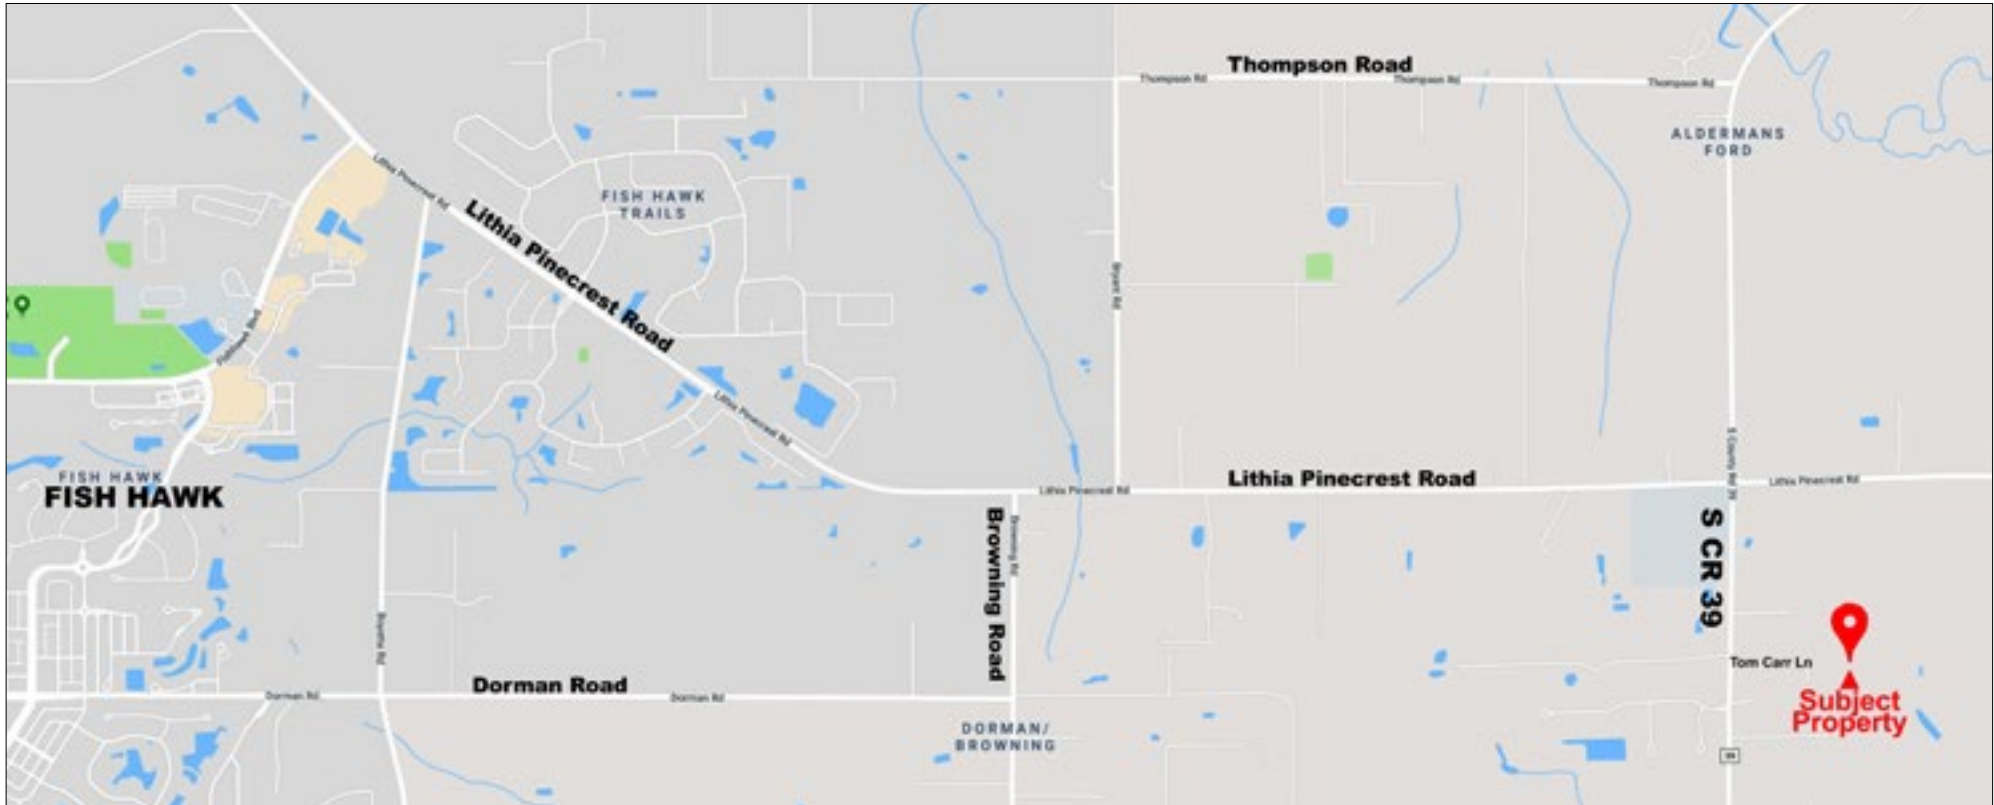 Thompson Road
Thompson Rd
Thompson Rd
Thompson Rd
ALDERMANS
FORD
Lithia Pinecrest Rd
FISH HAWK
TRAILS
Lithia Pinecrest Road
Bryant Rd
Fishhawk Blvd
Lithia Pinecrest Rd
S County Rd 39
FISH HAWK
FISH HAWK
Lithia Pinecrest Road
Lithia Pinecrest Rd
Lithia Pinecrest Rd
Browning Road
Browning Rd
S CR 39
Boyette Rd
Tom Carr Ln
Dorman Road
Dorman Rd
Dorman Rd
Subject
Property
DORMAN/
BROWNING
39